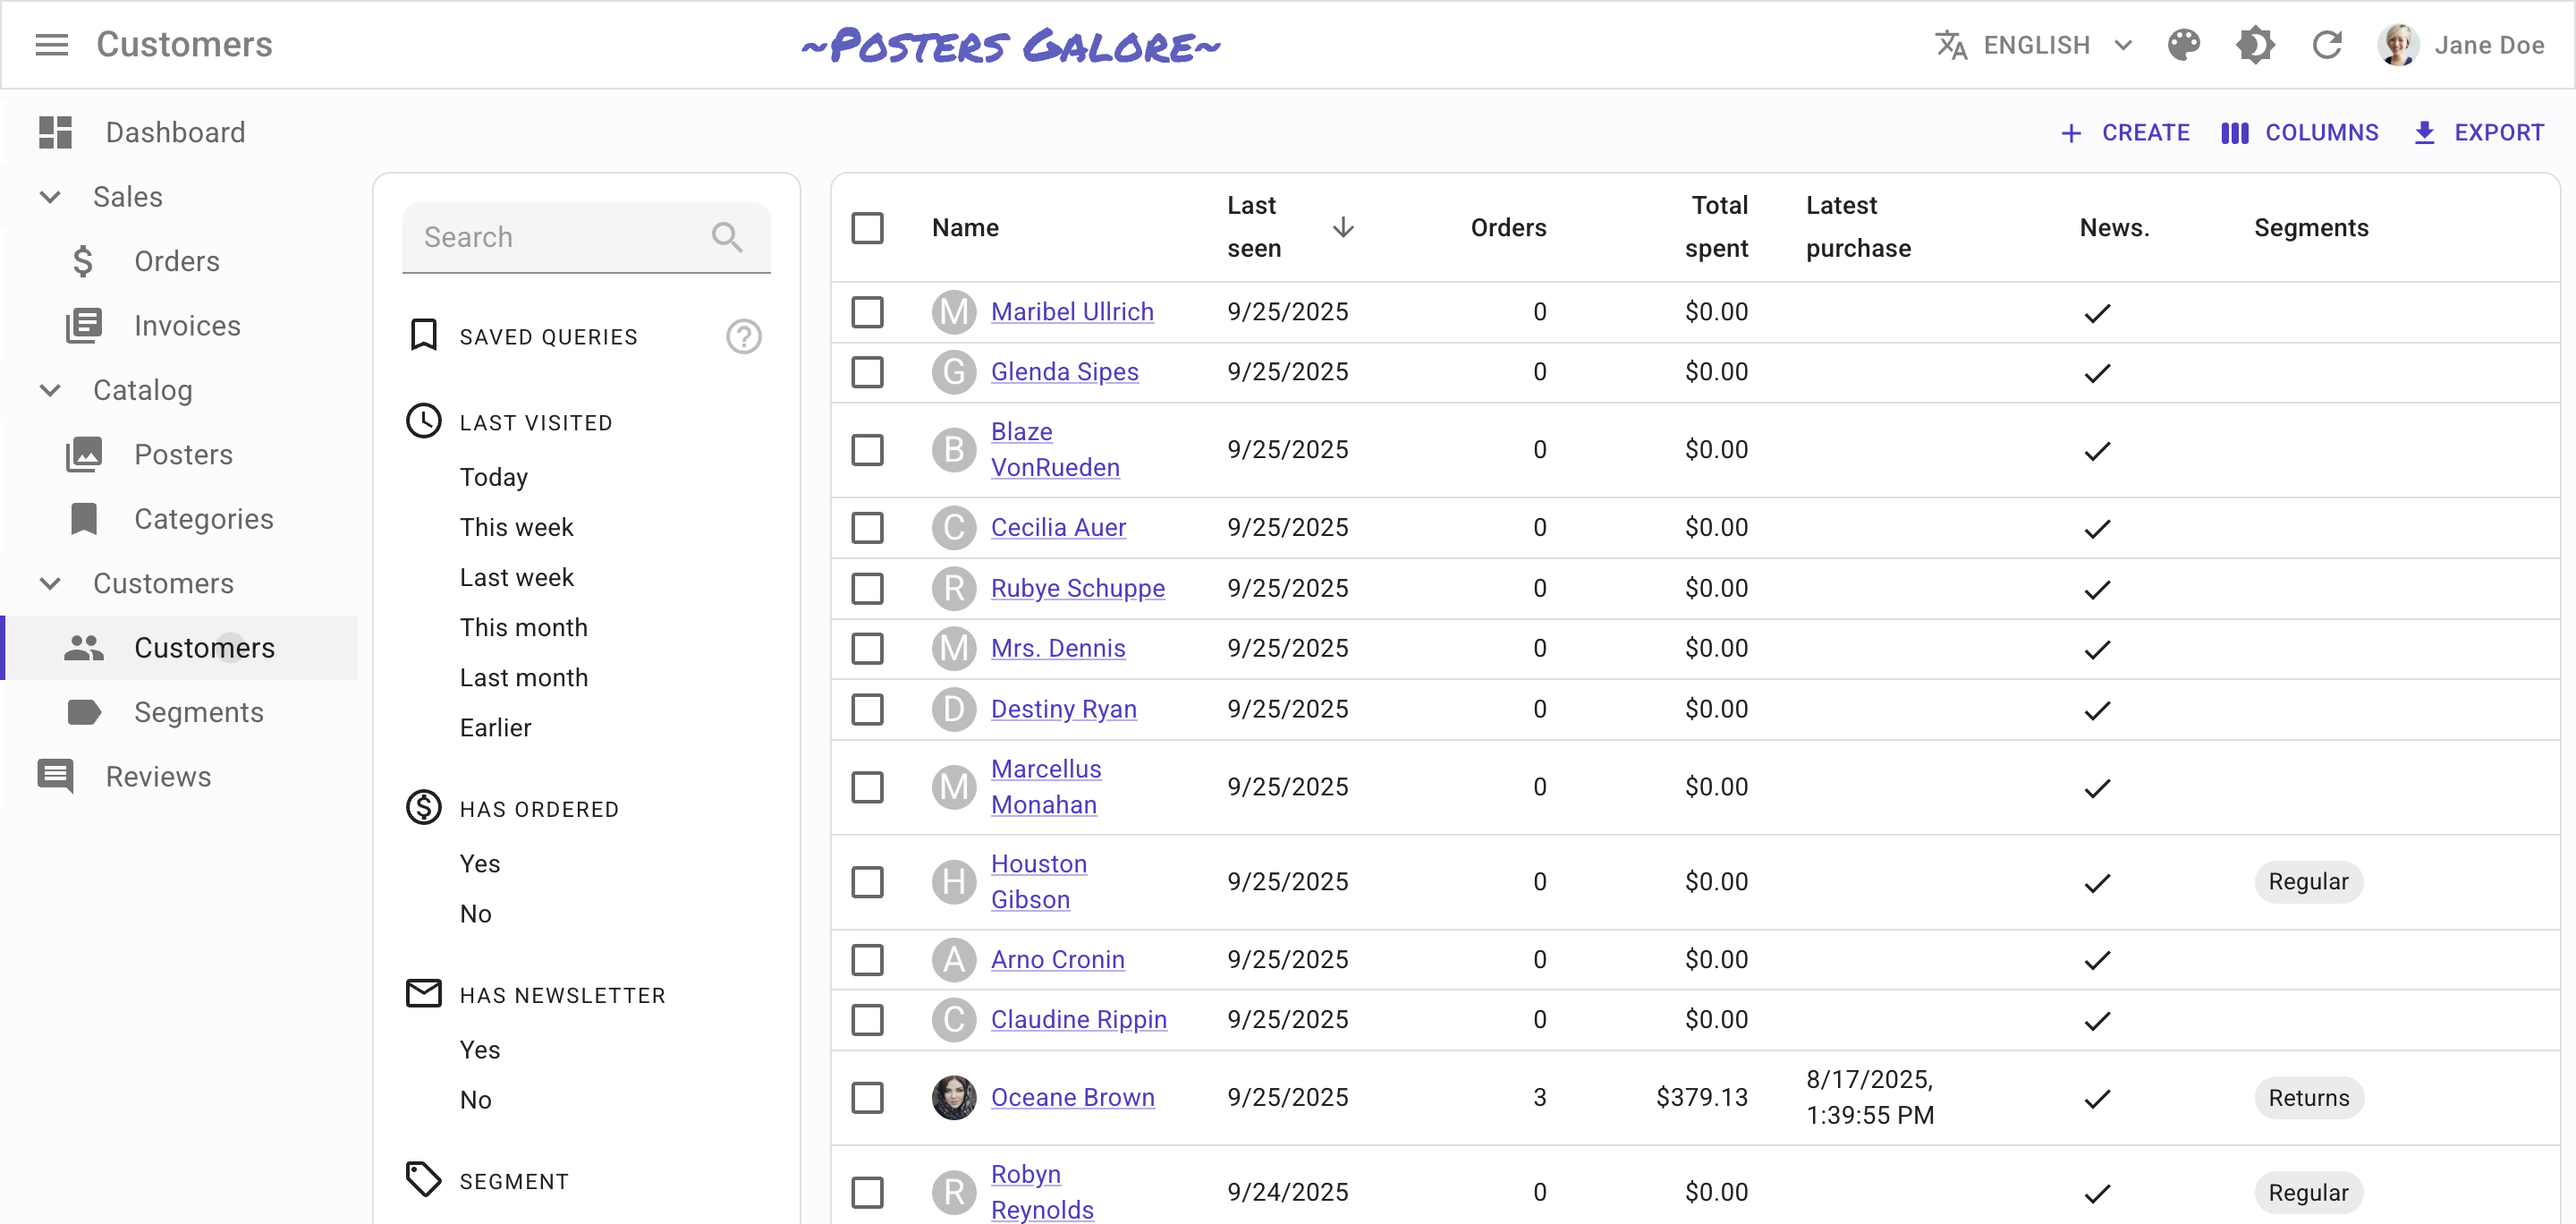 Customers
~Posters Galore~
ENGLISH
Jane Doe
Dashboard
Sales
Orders
Invoices
Catalog
Posters
Categories
Customers
Customers
Segments
Reviews
CREATE
COLUMNS
EXPORT
Search
SAVED QUERIES
?
LAST VISITED
Today
This week
Last week
This month
Last month
Earlier
HAS ORDERED
Yes
No
HAS NEWSLETTER
Yes
No
SEGMENT
Name
Last
seen
Orders
Total
spent
Latest
purchase
News.
Segments
M Maribel Ullrich 9/25/2025 0 $0.00
G Glenda Sipes 9/25/2025 0 $0.00
B Blaze
VonRueden 9/25/2025 0 $0.00
C Cecilia Auer 9/25/2025 0 $0.00
R Rubye Schuppe 9/25/2025 0 $0.00
M Mrs. Dennis 9/25/2025 0 $0.00
D Destiny Ryan 9/25/2025 0 $0.00
M Marcellus
Monahan 9/25/2025 0 $0.00
H Houston
Gibson 9/25/2025 0 $0.00 Regular
A Arno Cronin 9/25/2025 0 $0.00
C Claudine Rippin 9/25/2025 0 $0.00
Oceane Brown 9/25/2025 3 $379.13 8/17/2025,
1:39:55 PM Returns
R Robyn
Reynolds 9/24/2025 0 $0.00 Regular